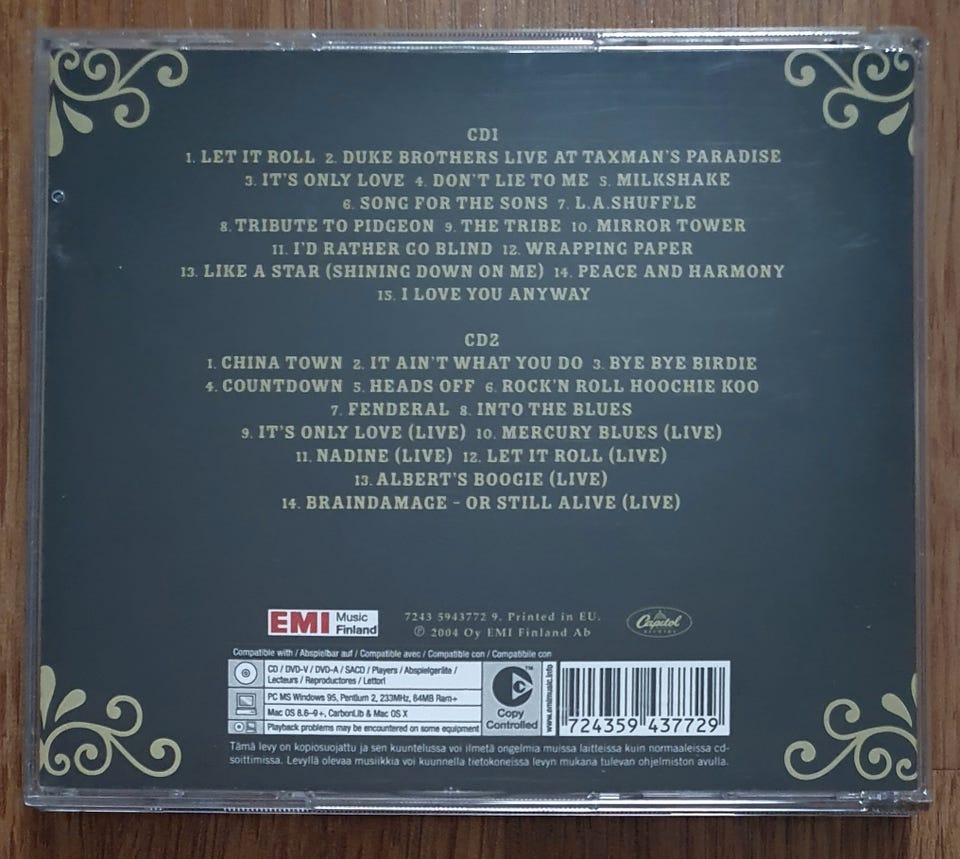 CD1
1. LET IT ROLL 2. DUKE BROTHERS LIVE AT TAXMAN'S PARADISE
3. IT'S ONLY LOVE 4. DON'T LIE TO ME 5. MILKSHAKE
6. SONG FOR THE SONS 7. L.A.SHUFFLE
8. TRIBUTE TO PIDGEON 9. THE TRIBE 10. MIRROR TOWER
11. I'D RATHER GO BLIND 12. WRAPPING PAPER
13. LIKE A STAR (SHINING DOWN ON ME) 14. PEACE AND HARMONY
15. I LOVE YOU ANYWAY
CD2
1. CHINA TOWN 2. IT AIN'T WHAT YOU DO 3. BYE BYE BIRDIE
4. COUNTDOWN 5. HEADS OFF 6. ROCK'N ROLL HOOCHIE KOO
7. FENDERAL 8. INTO THE BLUES
9. IT'S ONLY LOVE (LIVE) 10. MERCURY BLUES (LIVE)
11. NADINE (LIVE) 12. LET IT ROLL (LIVE)
13. ALBERT'S BOOGIE (LIVE)
14. BRAINDAMAGE - OR STILL ALIVE (LIVE)
EMI Music Finland
7243 5943772 9. Printed in EU.
℗ 2004 Oy EMI Finland Ab
Capitol
RECORDS
Compatible with / Abspielbar auf / Compatible avec / Compatible con / Compatibile con
CD / DVD-V / DVD-A / SACD / Players / Abspielgeräte /
Lecteurs / Reproductores / Lettori
PC MS Windows 95, Pentium 2, 233MHz, 64MB Ram+
Mac OS 8.6-9+, CarbonLib & Mac OS X
Playback problems may be encountered on some equipment
TM
Copy
Controlled
www.emimusic.info
7 24359 43772 9
Tämä levy on kopiosuojattu ja sen kuuntelussa voi ilmetä ongelmia muissa laitteissa kuin normaaleissa cd-
soittimissa. Levyllä olevaa musiikkia voi kuunnella tietokoneissa levyn mukana tulevan ohjelmiston avulla.